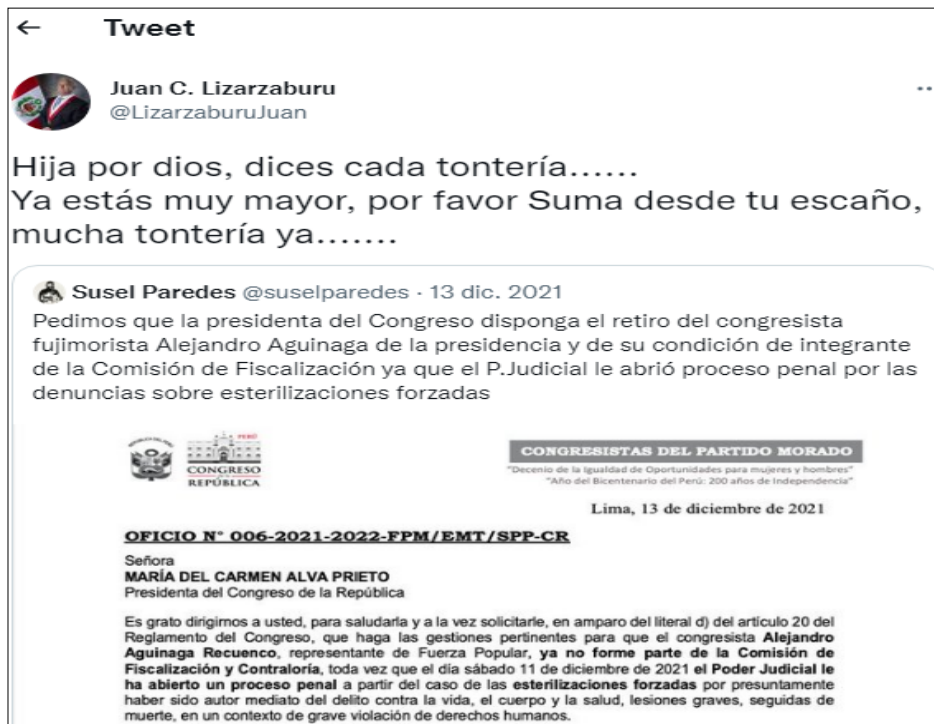 ← Tweet
Juan C. Lizarzaburu
@LizarzaburuJuan
Hija por dios, dices cada tontería......
Ya estás muy mayor, por favor Suma desde tu escaño,
mucha tontería ya.......
Susel Paredes @suselparedes · 13 dic. 2021
Pedimos que la presidenta del Congreso disponga el retiro del congresista
fujimorista Alejandro Aguinaga de la presidencia y de su condición de integrante
de la Comisión de Fiscalización ya que el P.Judicial le abrió proceso penal por las
denuncias sobre esterilizaciones forzadas
PERÚ
CONGRESO
REPÚBLICA
CONGRESISTAS DEL PARTIDO MORADO
"Decenio de la Igualdad de Oportunidades para mujeres y hombres"
"Año del Bicentenario del Perú: 200 años de Independencia"
Lima, 13 de diciembre de 2021
OFICIO N° 006-2021-2022-FPM/EMT/SPP-CR
Señora
MARÍA DEL CARMEN ALVA PRIETO
Presidenta del Congreso de la República
Es grato dirigirnos a usted, para saludarla y a la vez solicitarle, en amparo del literal d) del artículo 20 del
Reglamento del Congreso, que haga las gestiones pertinentes para que el congresista Alejandro
Aguinaga Recuenco, representante de Fuerza Popular, ya no forme parte de la Comisión de
Fiscalización y Contraloría, toda vez que el día sábado 11 de diciembre de 2021 el Poder Judicial le
ha abierto un proceso penal a partir del caso de las esterilizaciones forzadas por presuntamente
haber sido autor mediato del delito contra la vida, el cuerpo y la salud, lesiones graves, seguidas de
muerte, en un contexto de grave violación de derechos humanos.